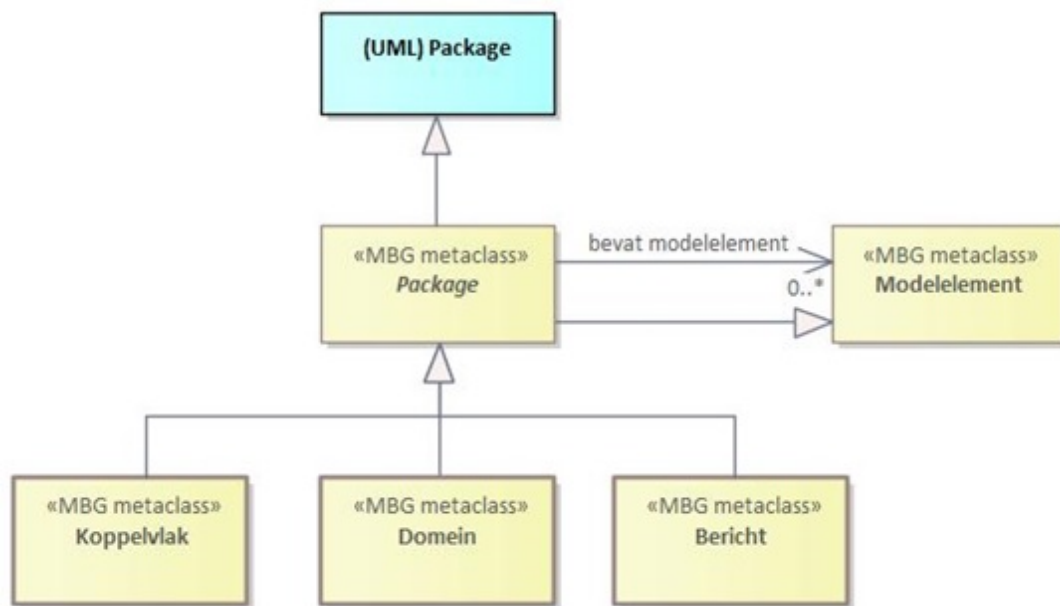 (UML) Package
«MBG metaclass»
Package
bevat modelelement
0..*
«MBG metaclass»
Modelelement
«MBG metaclass»
Koppelvlak
«MBG metaclass»
Domein
«MBG metaclass»
Bericht